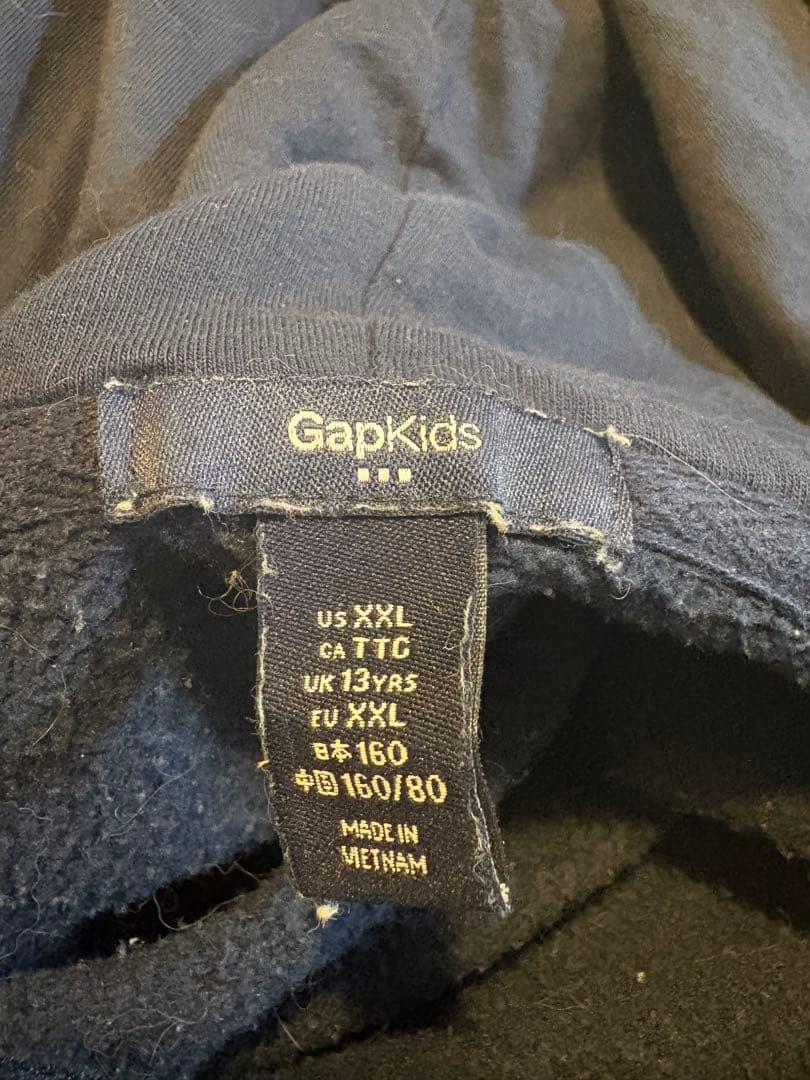 GapKids
US XXL
CA TTG
UK 13YRS
EU XXL
日本 160
中国 160/80
MADE IN
VIETNAM